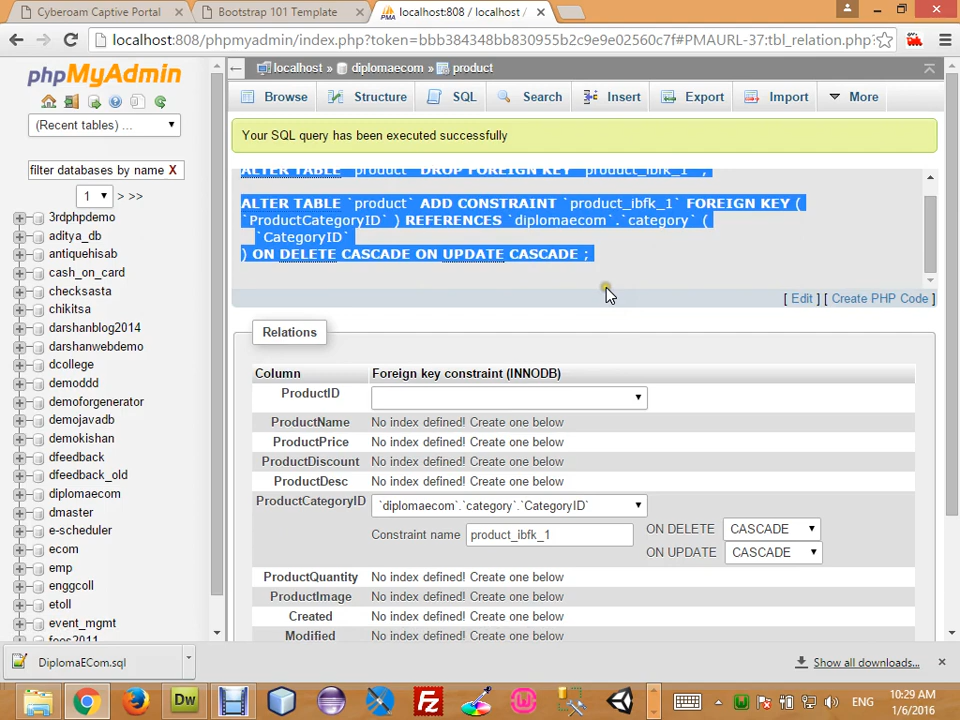 Cyberoam Captive Portal
Bootstrap 101 Template
localhost:808 / localhost /
localhost:808/phpmyadmin/index.php?token=bbb384348bb830955b2c9e9e02560c7f#PMAURL-37:tbl_relation.php?
phpMyAdmin
(Recent tables) ...
filter databases by name X
1 > >>
3rdphpdemo
aditya_db
antiquehisab
cash_on_card
checksasta
chikitsa
darshanblog2014
darshanwebdemo
dcollege
demoddd
demoforgenerator
demojavadb
demokishan
dfeedback
dfeedback_old
diplomaecom
dmaster
e-scheduler
ecom
emp
enggcoll
etoll
event_mgmt
fees2011
localhost » diplomaecom » product
Browse Structure SQL Search Insert Export Import More
Your SQL query has been executed successfully
ALTER TABLE `product` DROP FOREIGN KEY `product_ibfk_1` ;
ALTER TABLE `product` ADD CONSTRAINT `product_ibfk_1` FOREIGN KEY (
`ProductCategoryID` ) REFERENCES `diplomaecom`.`category` (
`CategoryID`
) ON DELETE CASCADE ON UPDATE CASCADE ;
[ Edit ] [ Create PHP Code ]
Relations
Column Foreign key constraint (INNODB)
ProductID
ProductName No index defined! Create one below
ProductPrice No index defined! Create one below
ProductDiscount No index defined! Create one below
ProductDesc No index defined! Create one below
ProductCategoryID `diplomaecom`.`category`.`CategoryID`
Constraint name product_ibfk_1 ON DELETE CASCADE
ON UPDATE CASCADE
ProductQuantity No index defined! Create one below
ProductImage No index defined! Create one below
Created No index defined! Create one below
Modified No index defined! Create one below
DiplomaECom.sql
Show all downloads...
ENG
10:29 AM
1/6/2016